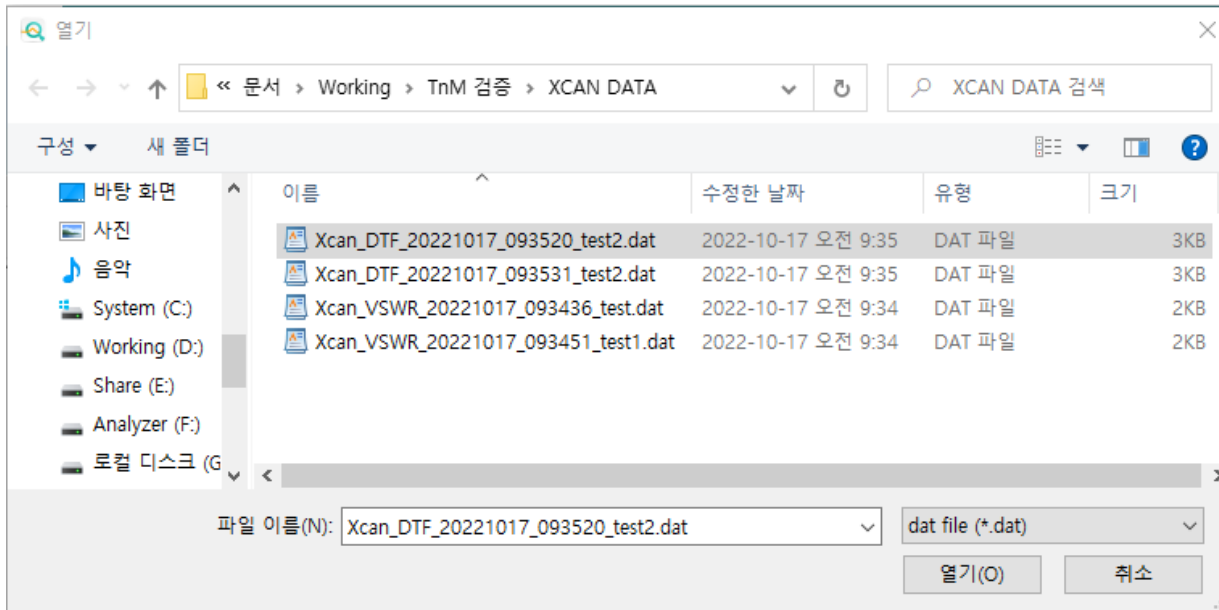 열기
« 문서 › Working › TnM 검증 › XCAN DATA
XCAN DATA 검색
구성 새 폴더
바탕 화면
사진
음악
System (C:)
Working (D:)
Share (E:)
Analyzer (F:)
로컬 디스크 (G
이름 수정한 날짜 유형 크기
Xcan_DTF_20221017_093520_test2.dat 2022-10-17 오전 9:35 DAT 파일 3KB
Xcan_DTF_20221017_093531_test2.dat 2022-10-17 오전 9:35 DAT 파일 3KB
Xcan_VSWR_20221017_093436_test.dat 2022-10-17 오전 9:34 DAT 파일 2KB
Xcan_VSWR_20221017_093451_test1.dat 2022-10-17 오전 9:34 DAT 파일 2KB
파일 이름(N): Xcan_DTF_20221017_093520_test2.dat dat file (*.dat)
열기(O) 취소